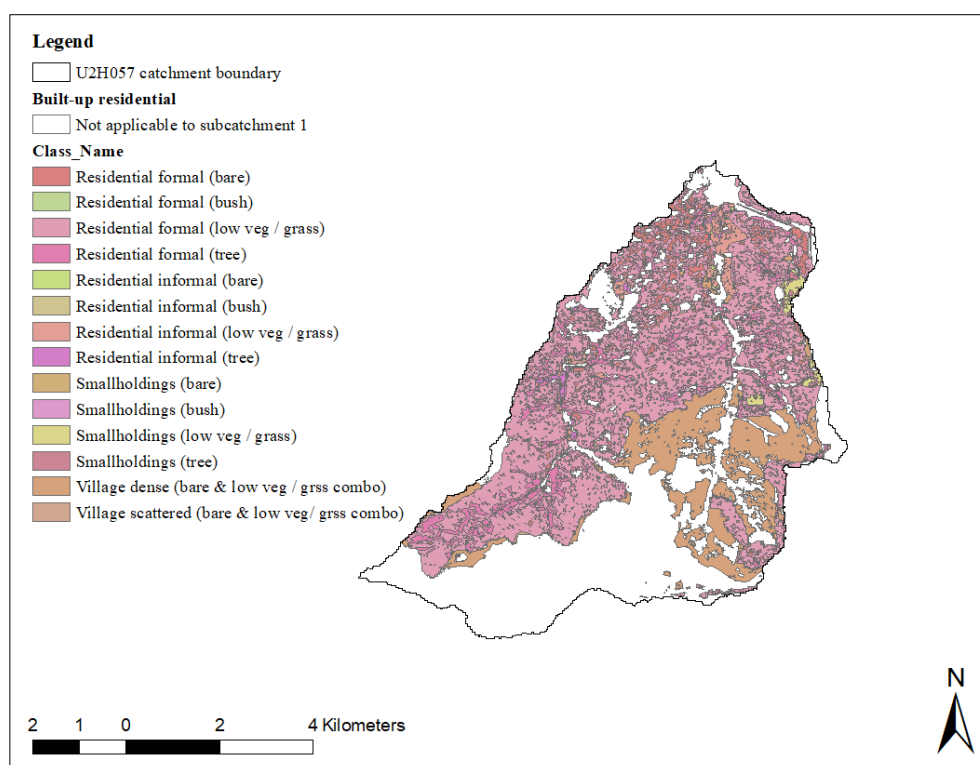 Legend
U2H057 catchment boundary
Built-up residential
Not applicable to subcatchment 1
Class_Name
Residential formal (bare)
Residential formal (bush)
Residential formal (low veg / grass)
Residential formal (tree)
Residential informal (bare)
Residential informal (bush)
Residential informal (low veg / grass)
Residential informal (tree)
Smallholdings (bare)
Smallholdings (bush)
Smallholdings (low veg / grass)
Smallholdings (tree)
Village dense (bare & low veg / grss combo)
Village scattered (bare & low veg/ grss combo)
N
2 1 0 2 4 Kilometers